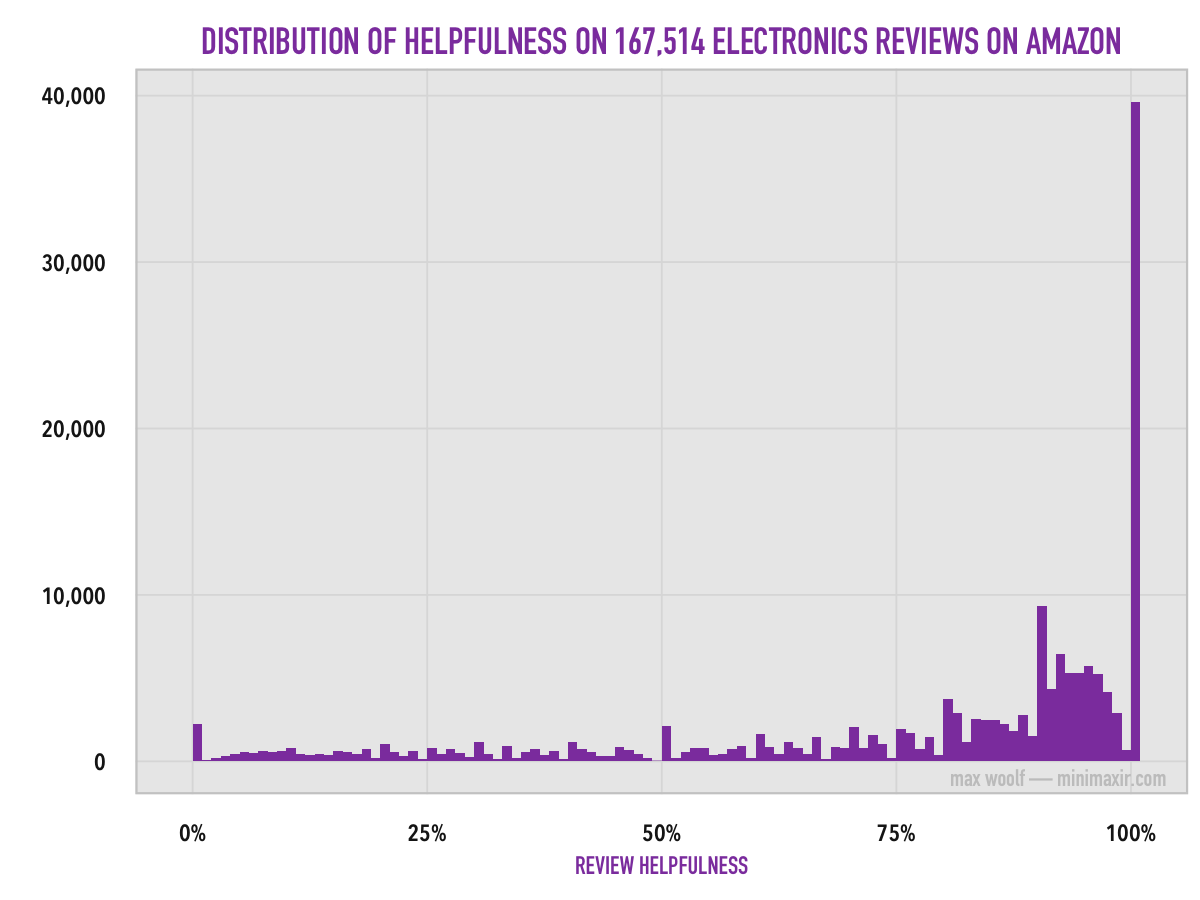 DISTRIBUTION OF HELPFULNESS ON 167,514 ELECTRONICS REVIEWS ON AMAZON
40,000
30,000
20,000
10,000
0
max woolf — minimaxir.com
0% 25% 50% 75% 100%
REVIEW HELPFULNESS